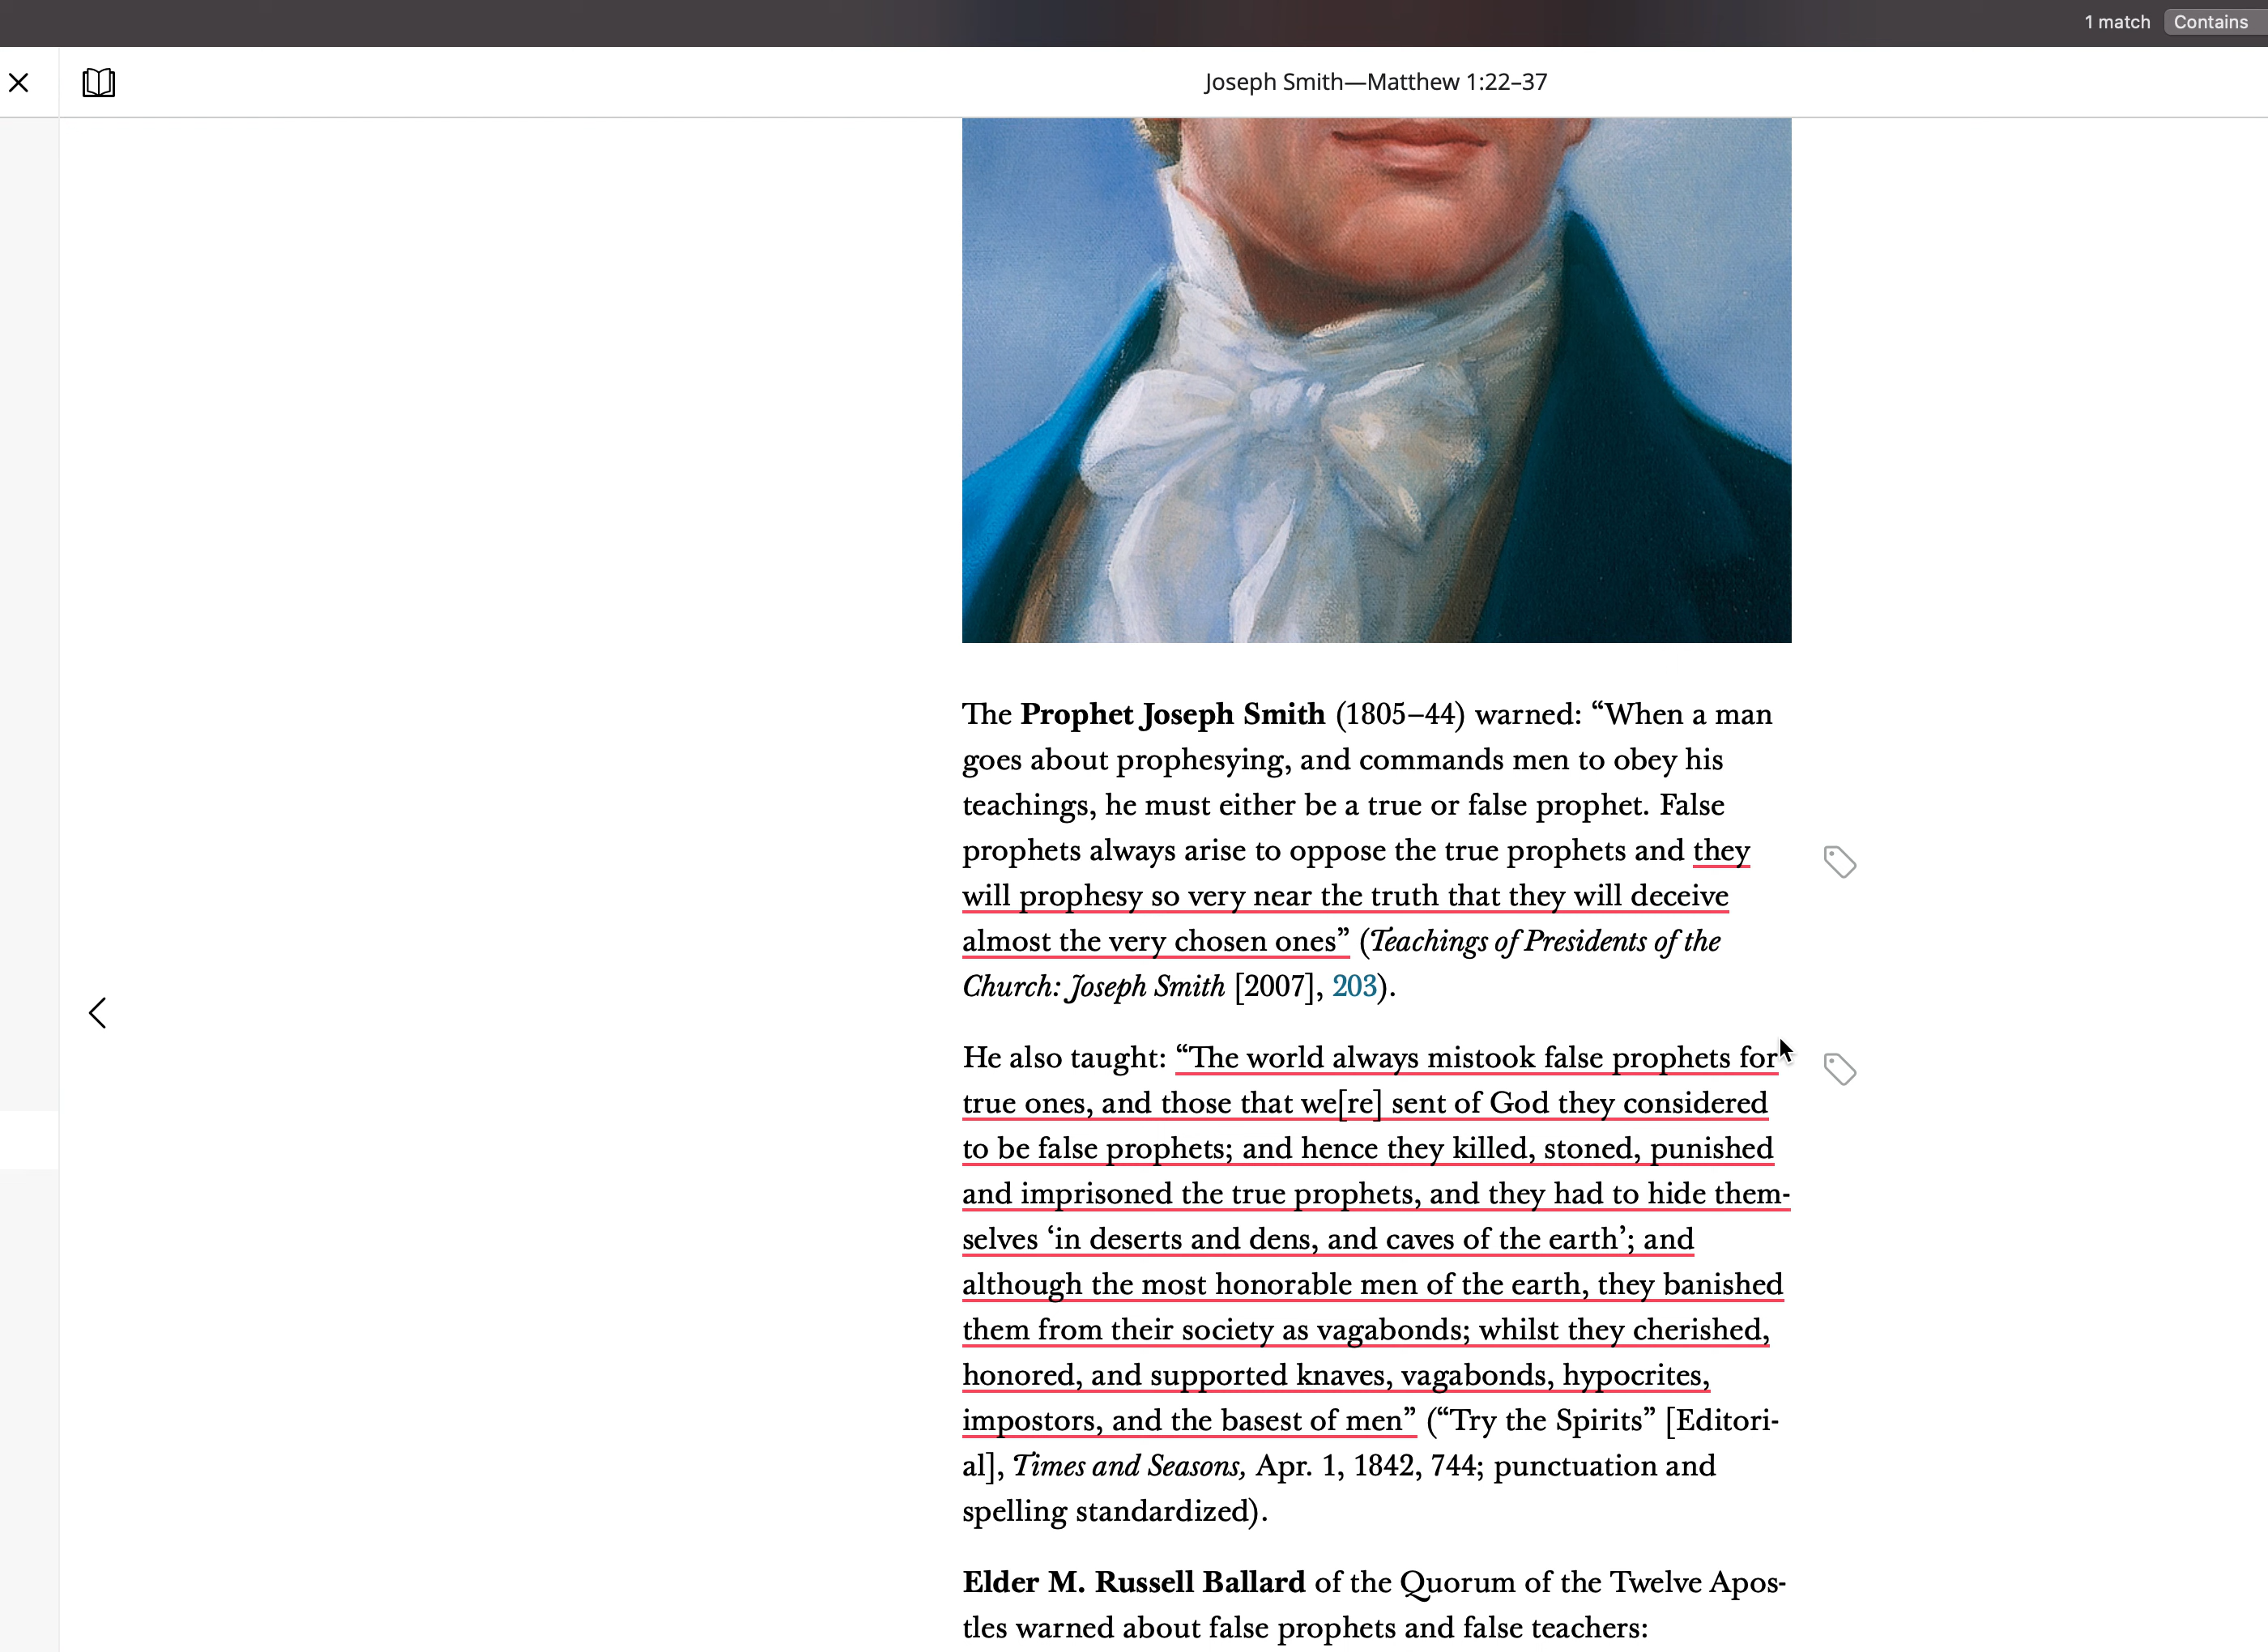 1 match Contains
Joseph Smith—Matthew 1:22–37
The Prophet Joseph Smith (1805–44) warned: “When a man
goes about prophesying, and commands men to obey his
teachings, he must either be a true or false prophet. False
prophets always arise to oppose the true prophets and they
will prophesy so very near the truth that they will deceive
almost the very chosen ones” (Teachings of Presidents of the
Church: Joseph Smith [2007], 203).
He also taught: “The world always mistook false prophets for
true ones, and those that we[re] sent of God they considered
to be false prophets; and hence they killed, stoned, punished
and imprisoned the true prophets, and they had to hide them-
selves ‘in deserts and dens, and caves of the earth’; and
although the most honorable men of the earth, they banished
them from their society as vagabonds; whilst they cherished,
honored, and supported knaves, vagabonds, hypocrites,
impostors, and the basest of men” (“Try the Spirits” [Editori-
al], Times and Seasons, Apr. 1, 1842, 744; punctuation and
spelling standardized).
Elder M. Russell Ballard of the Quorum of the Twelve Apos-
tles warned about false prophets and false teachers: